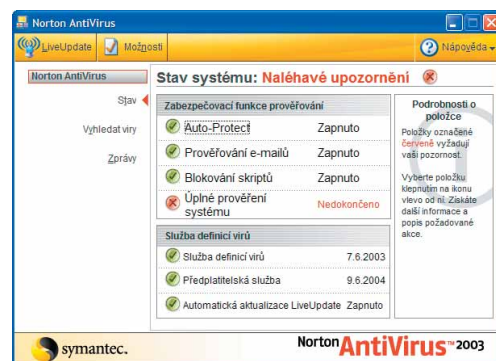 Norton AntiVirus
LiveUpdate Možnosti Nápověda
Norton AntiVirus
Stav
Vyhledat viry
Zprávy
Stav systému: Naléhavé upozornění
Zabezpečovací funkce prověřování
Auto-Protect Zapnuto
Prověřování e-mailů Zapnuto
Blokování skriptů Zapnuto
Úplné prověření
systému Nedokončeno
Služba definicí virů
Služba definicí virů 7.6.2003
Předplatitelská služba 9.6.2004
Automatická aktualizace LiveUpdate Zapnuto
Podrobnosti o
položce
Položky označené
červeně vyžadují
vaši pozornost.
Vyberte položku
klepnutím na ikonu
vlevo od ní. Získáte
další informace a
popis požadované
akce.
symantec.
Norton AntiVirus™ 2003